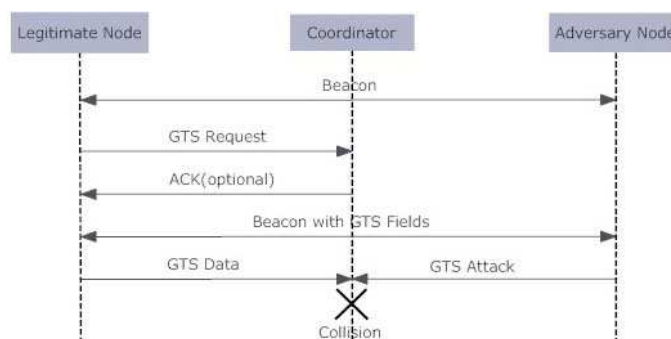 Legitimate Node
Coordinator
Adversary Node
Beacon
GTS Request
ACK(optional)
Beacon with GTS Fields
GTS Data
GTS Attack
Collision